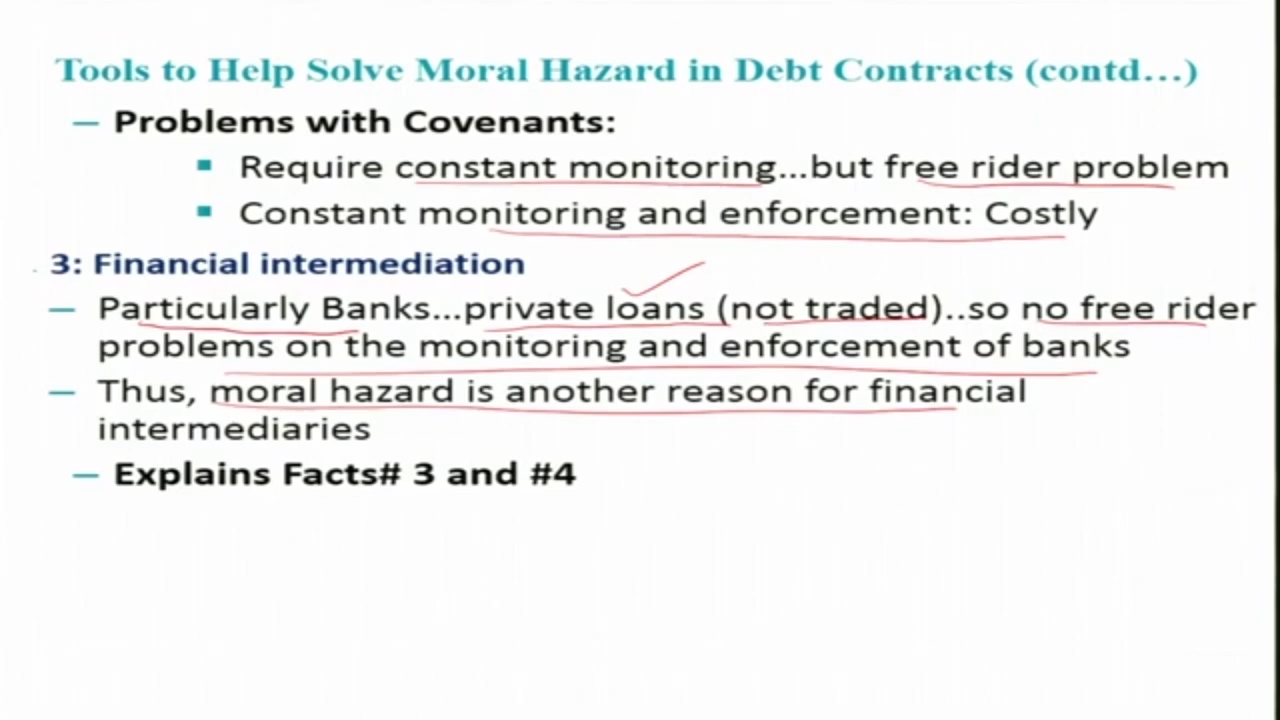 Tools to Help Solve Moral Hazard in Debt Contracts (contd…)
– Problems with Covenants:
▪ Require constant monitoring…but free rider problem
▪ Constant monitoring and enforcement: Costly
3: Financial intermediation
– Particularly Banks…private loans (not traded)..so no free rider
problems on the monitoring and enforcement of banks
– Thus, moral hazard is another reason for financial
intermediaries
– Explains Facts# 3 and #4